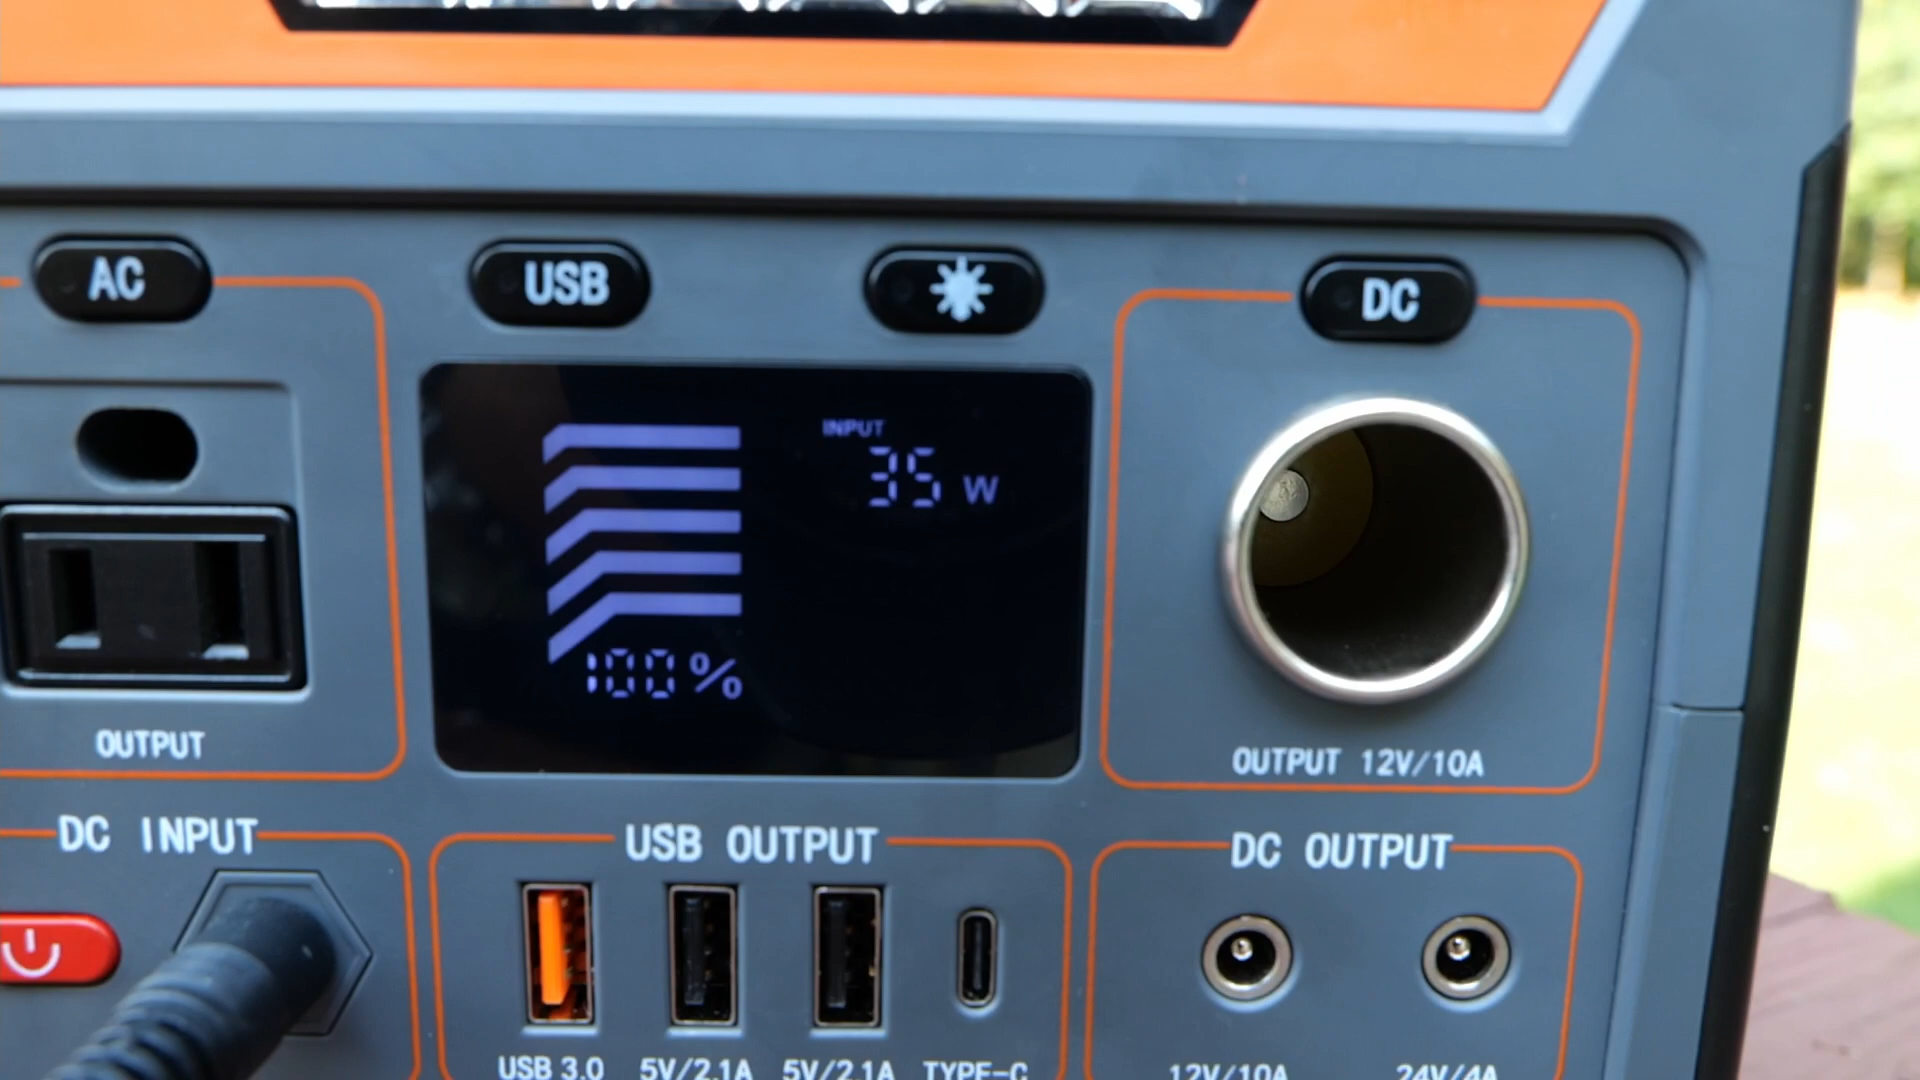 AC
USB
DC
INPUT
35 W
100%
OUTPUT
OUTPUT 12V/10A
DC INPUT
USB OUTPUT
DC OUTPUT
USB 3.0
5V/2.1A
5V/2.1A
TYPE-C
12V/10A
24V/4A